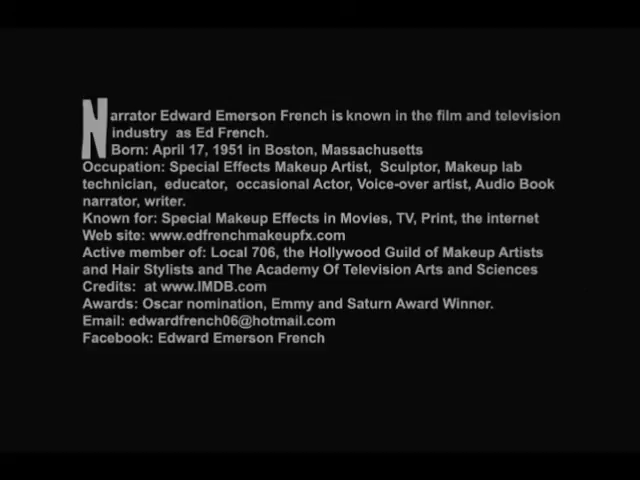 Narrator Edward Emerson French is known in the film and television
industry as Ed French.
Born: April 17, 1951 in Boston, Massachusetts
Occupation: Special Effects Makeup Artist, Sculptor, Makeup lab
technician, educator, occasional Actor, Voice-over artist, Audio Book
narrator, writer.
Known for: Special Makeup Effects in Movies, TV, Print, the internet
Web site: www.edfrenchmakeupfx.com
Active member of: Local 706, the Hollywood Guild of Makeup Artists
and Hair Stylists and The Academy Of Television Arts and Sciences
Credits: at www.IMDB.com
Awards: Oscar nomination, Emmy and Saturn Award Winner.
Email: edwardfrench06@hotmail.com
Facebook: Edward Emerson French